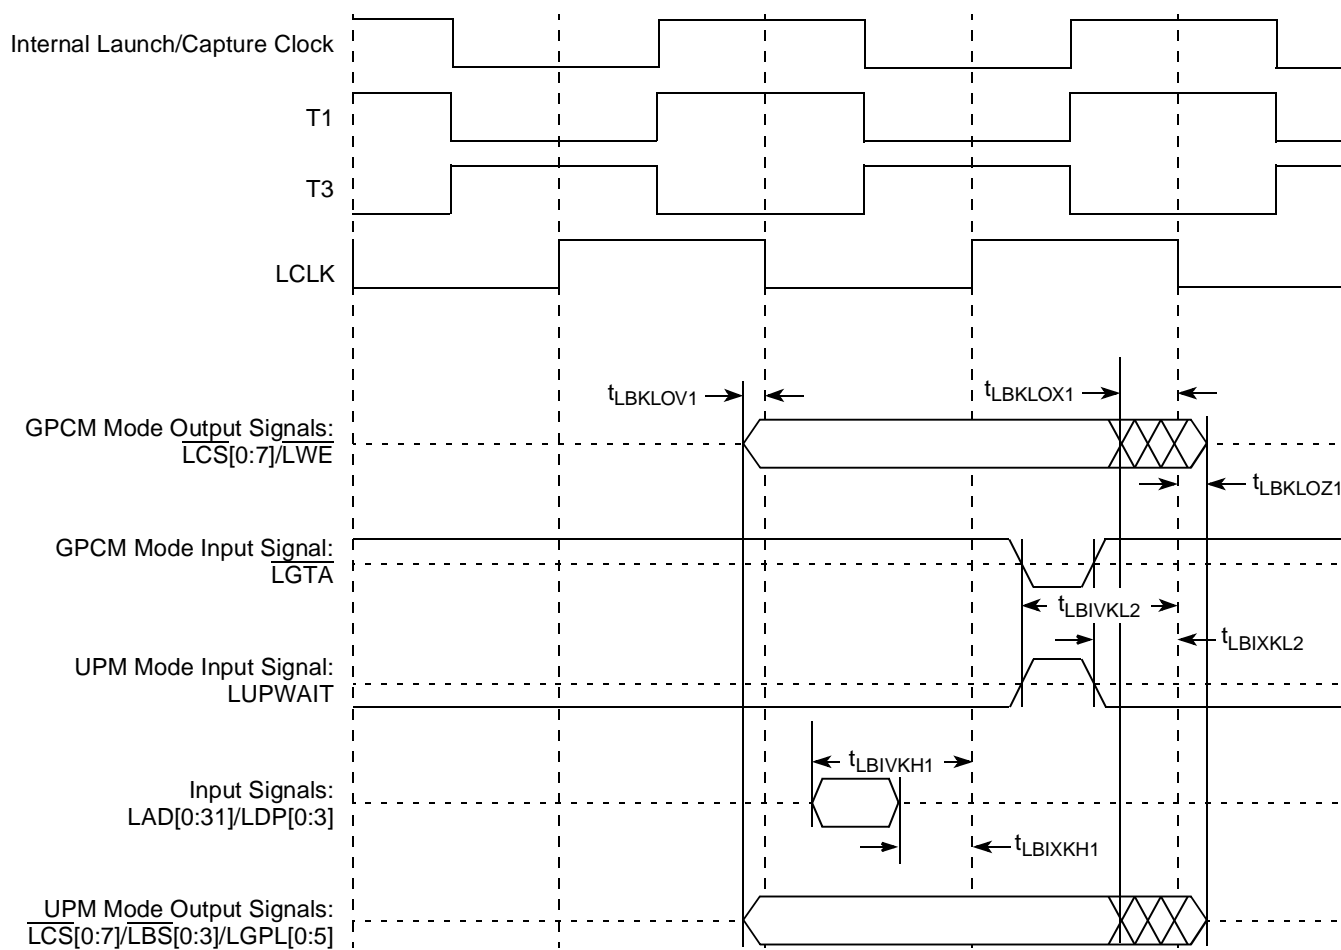 Internal Launch/Capture Clock
T1
T3
LCLK
tLBKLOV1
tLBKLOX1
GPCM Mode Output Signals:
LCS[0:7]/LWE
tLBKLOZ1
GPCM Mode Input Signal:
LGTA
tLBIVKL2
tLBIXKL2
UPM Mode Input Signal:
LUPWAIT
tLBIVKH1
Input Signals:
LAD[0:31]/LDP[0:3]
tLBIXKH1
UPM Mode Output Signals:
LCS[0:7]/LBS[0:3]/LGPL[0:5]